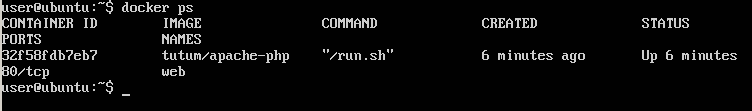 user@ubuntu:~$ docker ps
CONTAINER ID        IMAGE               COMMAND             CREATED             STATUS
PORTS               NAMES
32f58fdb7eb7        tutum/apache-php    "/run.sh"           6 minutes ago       Up 6 minutes
80/tcp              web
user@ubuntu:~$ _